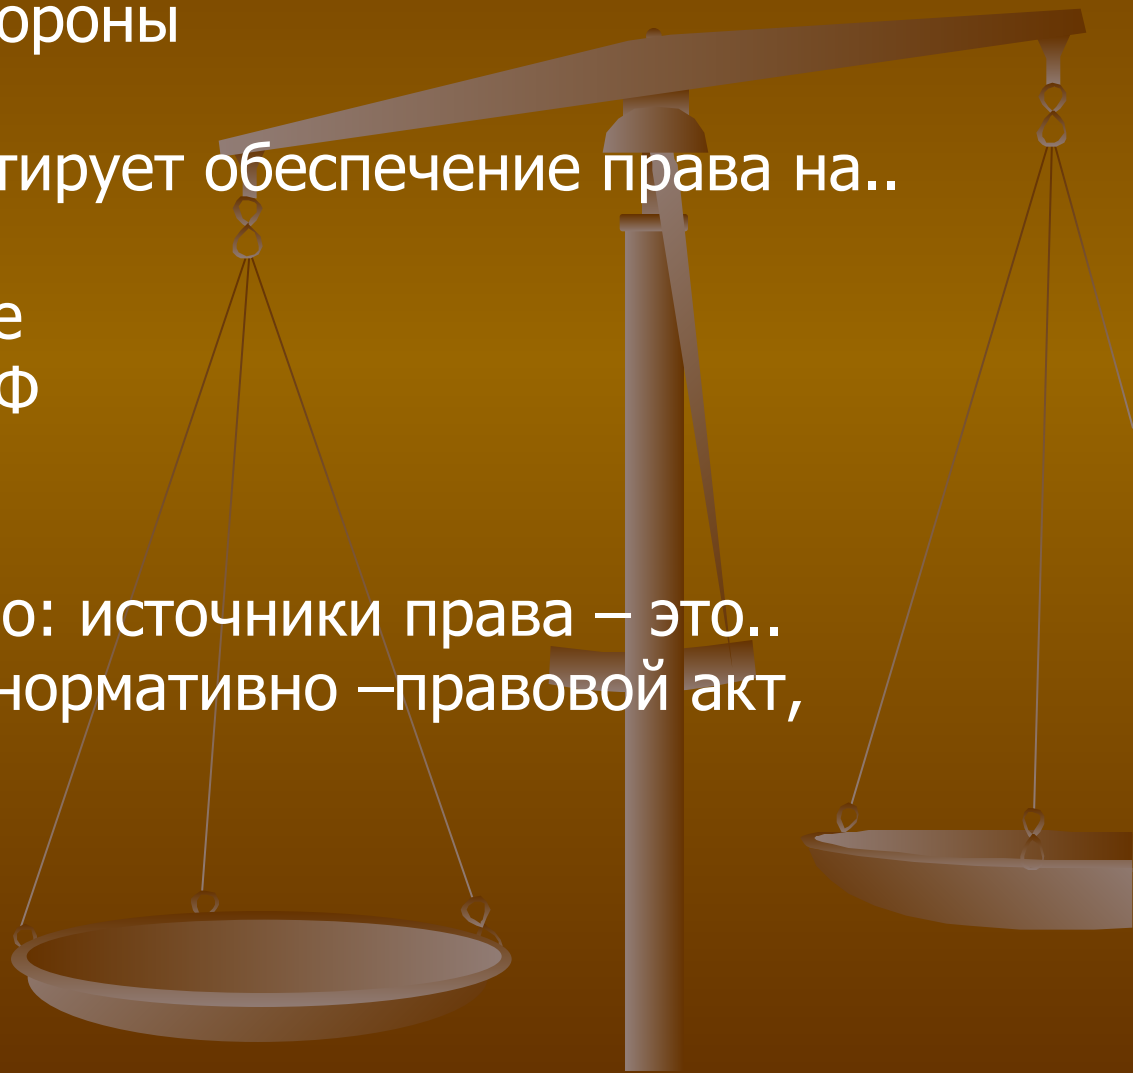 ороны
тирует обеспечение права на..
е
Ф
о: источники права – это..
нормативно –правовой акт,